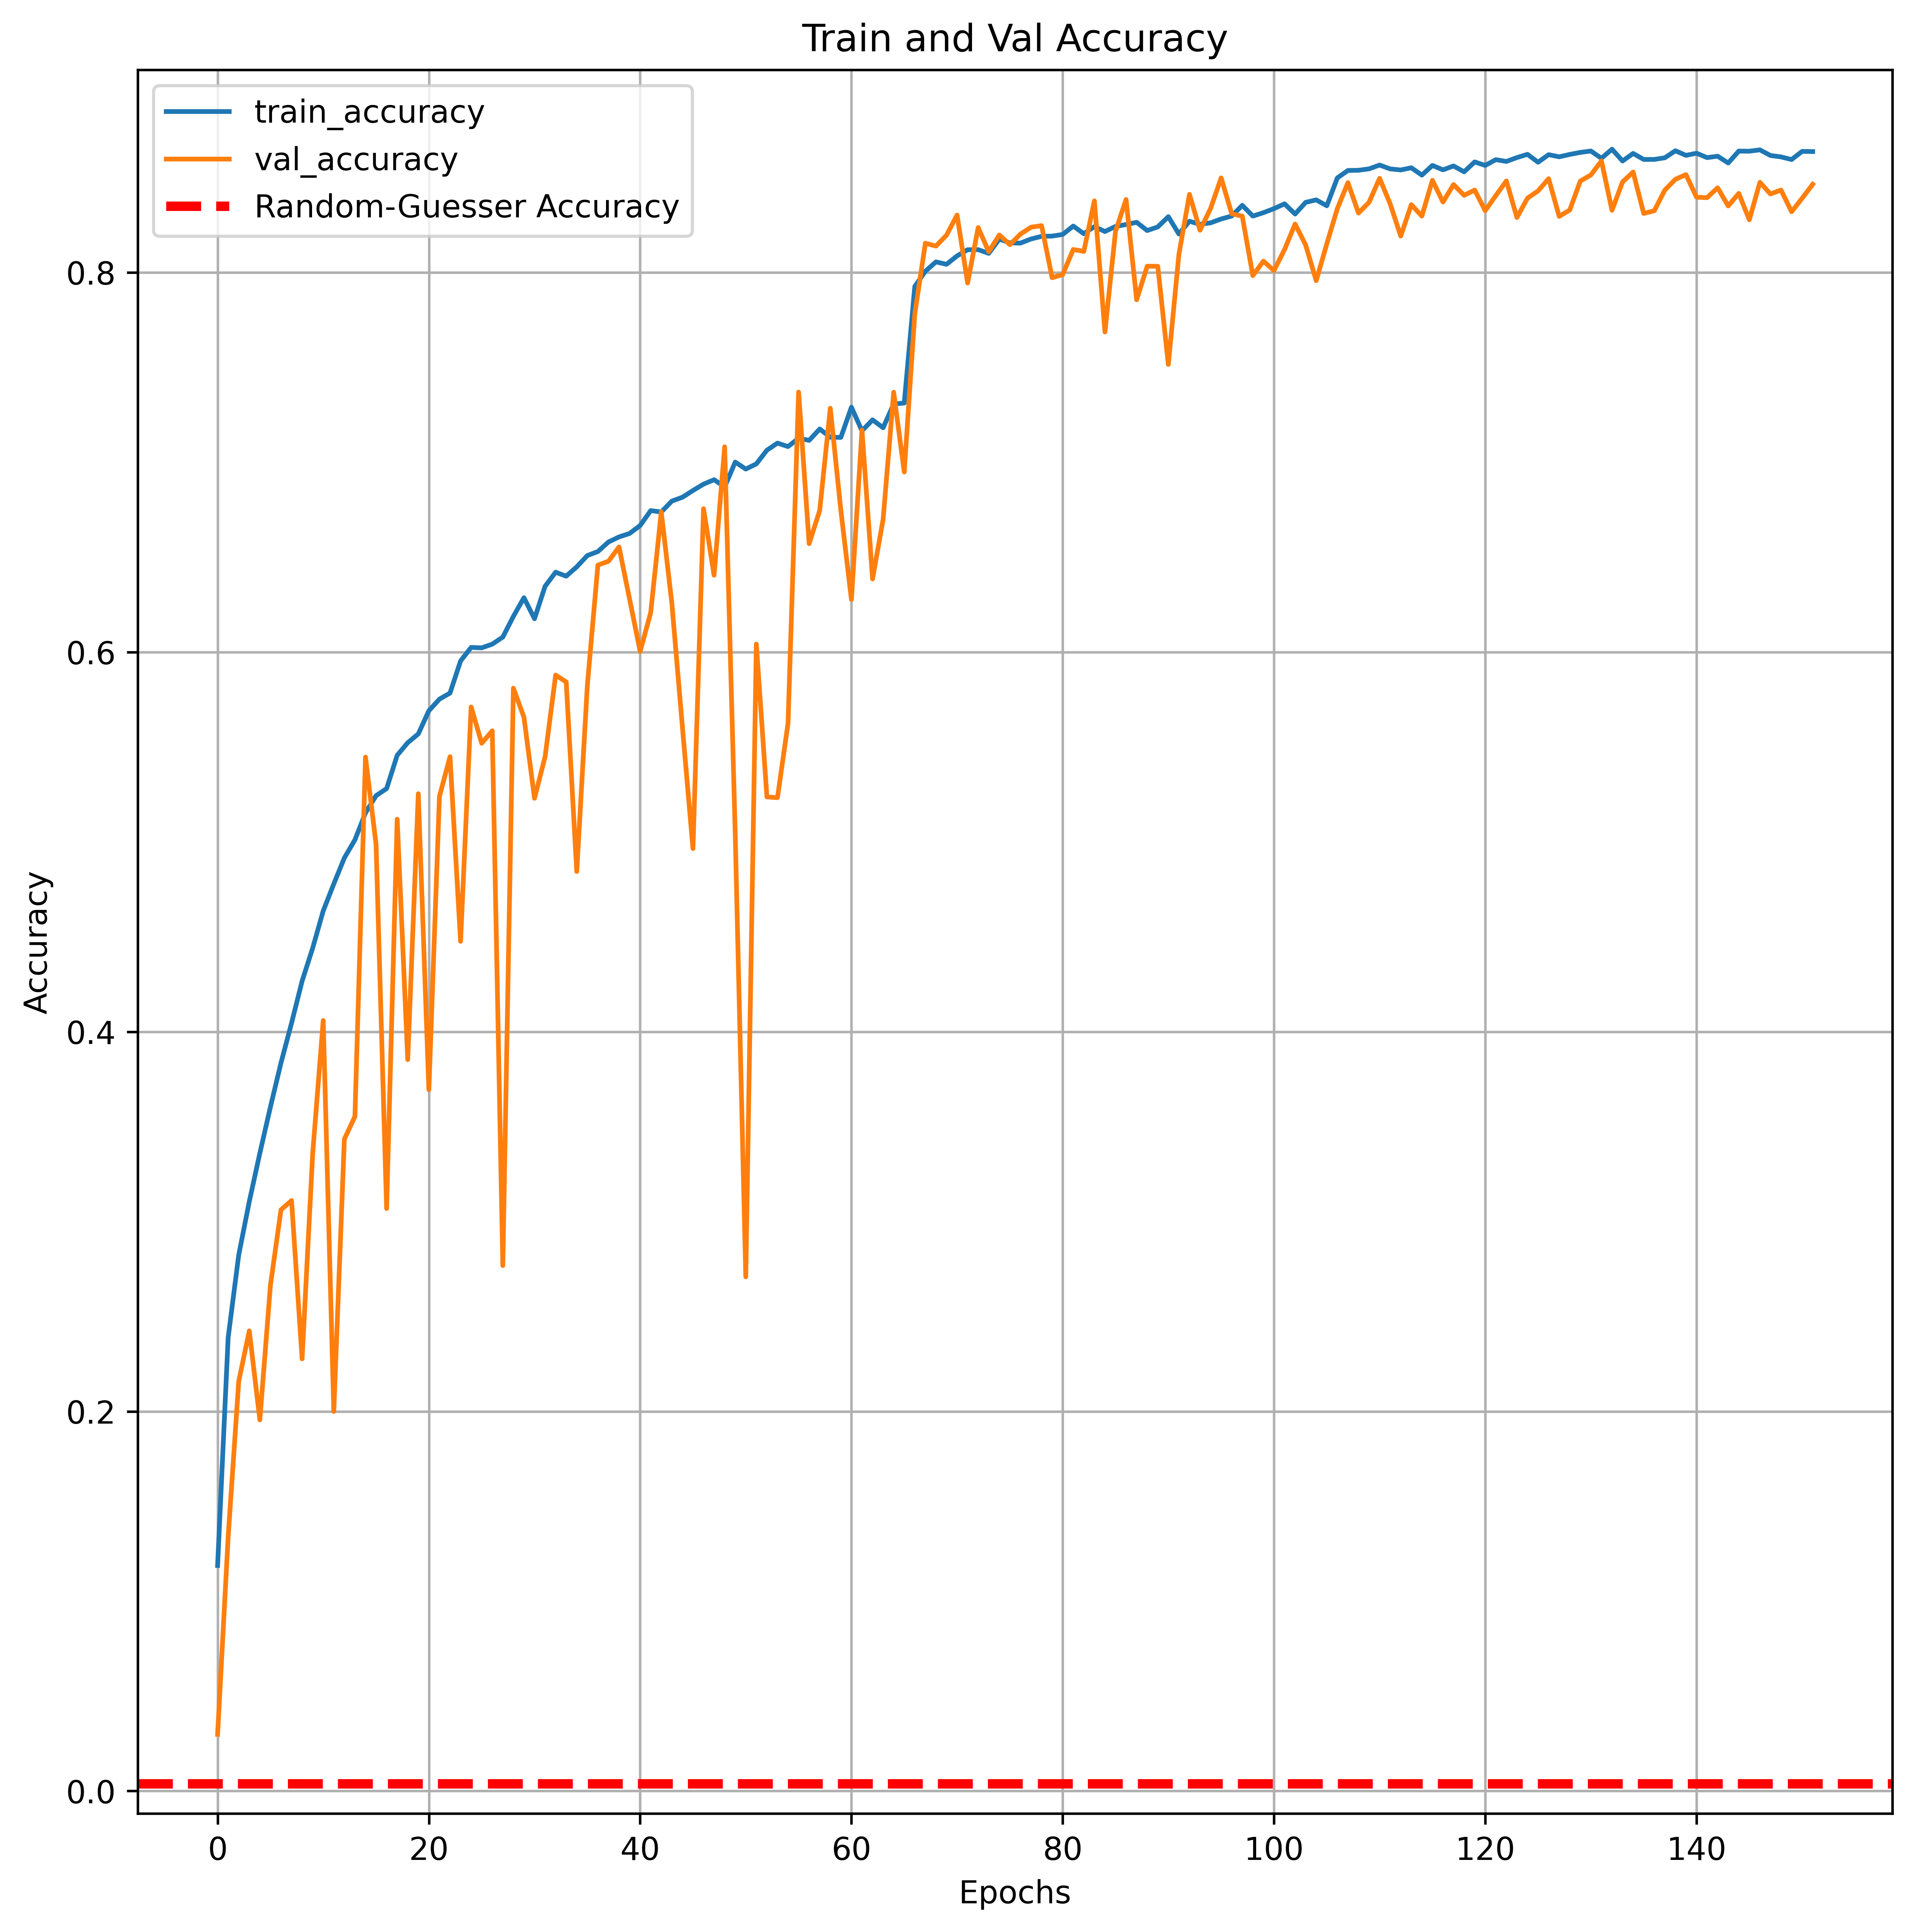 Train and Val Accuracy
train_accuracy
val_accuracy
Random-Guesser Accuracy
0.8
0.6
0.4
0.2
0.0
Accuracy
0 20 40 60 80 100 120 140
Epochs